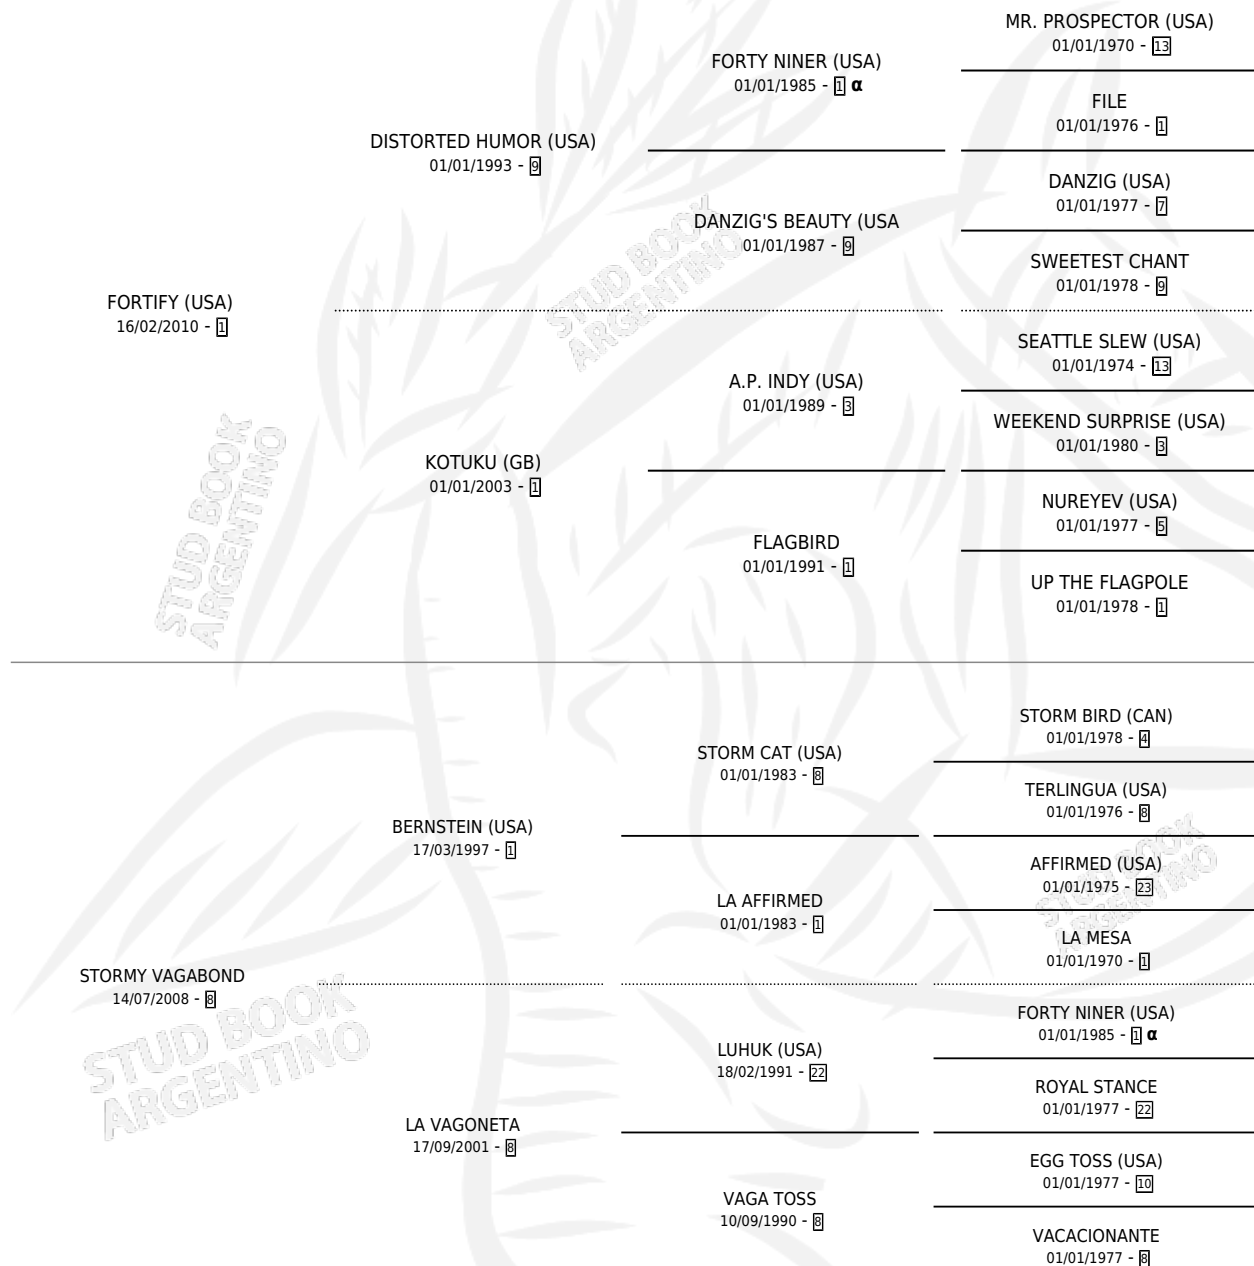 MR. PROSPECTOR (USA)
01/01/1970 - 13
FORTY NINER (USA)
01/01/1985 - 1 α
FILE
01/01/1976 - 1
DISTORTED HUMOR (USA)
01/01/1993 - 9
DANZIG (USA)
01/01/1977 - 7
DANZIG'S BEAUTY (USA
01/01/1987 - 9
SWEETEST CHANT
01/01/1978 - 9
FORTIFY (USA)
16/02/2010 - 1
SEATTLE SLEW (USA)
01/01/1974 - 13
A.P. INDY (USA)
01/01/1989 - 3
WEEKEND SURPRISE (USA)
01/01/1980 - 3
KOTUKU (GB)
01/01/2003 - 1
NUREYEV (USA)
01/01/1977 - 5
FLAGBIRD
01/01/1991 - 1
UP THE FLAGPOLE
01/01/1978 - 1
STORM BIRD (CAN)
01/01/1978 - 4
STORM CAT (USA)
01/01/1983 - 8
TERLINGUA (USA)
01/01/1976 - 8
BERNSTEIN (USA)
17/03/1997 - 1
AFFIRMED (USA)
01/01/1975 - 23
LA AFFIRMED
01/01/1983 - 1
LA MESA
01/01/1970 - 1
STORMY VAGABOND
14/07/2008 - 8
FORTY NINER (USA)
01/01/1985 - 1 α
LUHUK (USA)
18/02/1991 - 22
ROYAL STANCE
01/01/1977 - 22
LA VAGONETA
17/09/2001 - 8
EGG TOSS (USA)
01/01/1977 - 10
VAGA TOSS
10/09/1990 - 8
VACACIONANTE
01/01/1977 - 8
STUD BOOK
ARGENTINO
STUD BOOK
ARGENTINO
STUD BOOK
ARGENTINO
STUD BOOK
ARGENTINO